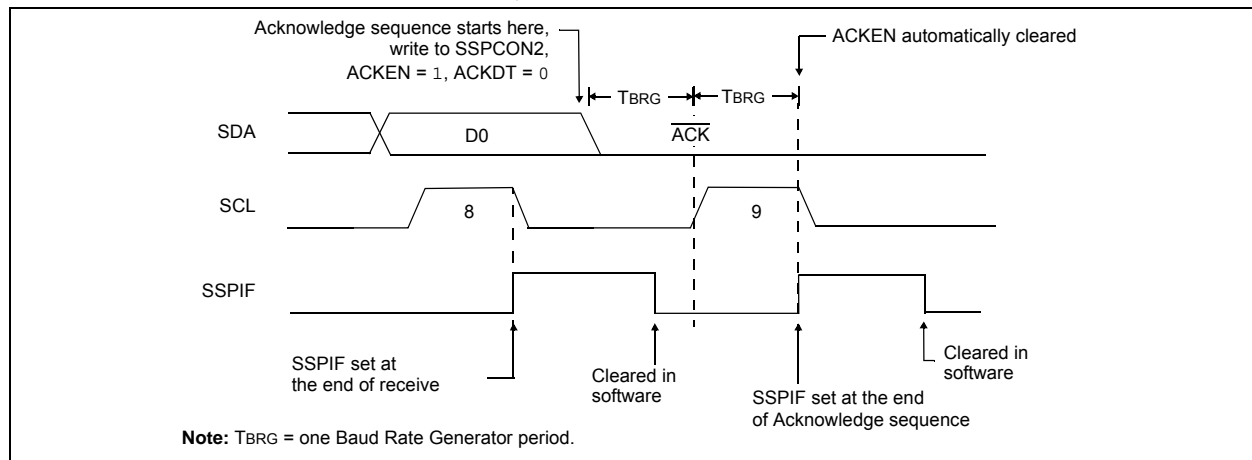 Acknowledge sequence starts here,
write to SSPCON2,
ACKEN = 1, ACKDT = 0
ACKEN automatically cleared
TBRG
TBRG
SDA
D0
ACK
SCL
8
9
SSPIF
SSPIF set at
the end of receive
Cleared in
software
SSPIF set at the end
of Acknowledge sequence
Cleared in
software
Note: TBRG = one Baud Rate Generator period.